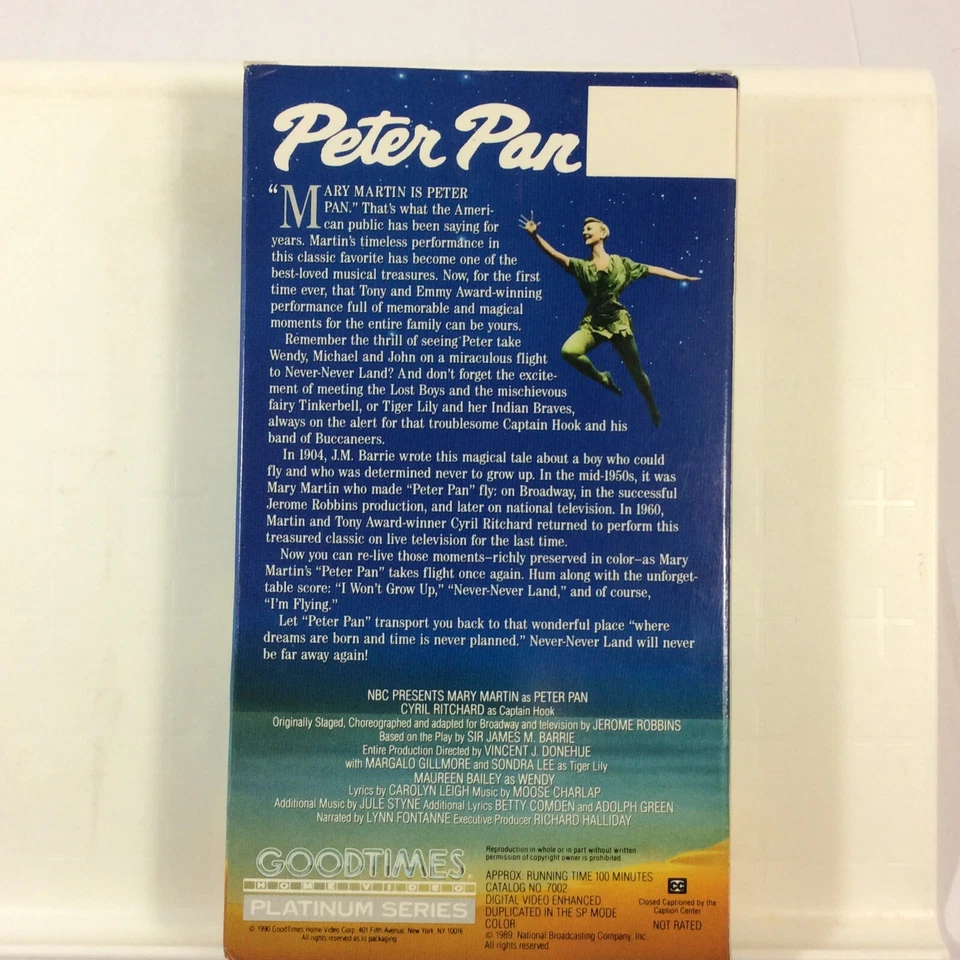 Peter Pan
“MARY MARTIN IS PETER
PAN.” That's what the Ameri-
can public has been saying for
years. Martin's timeless performance in
this classic favorite has become one of the
best-loved musical treasures. Now, for the first
time ever, that Tony and Emmy Award-winning
performance full of memorable and magical
moments for the entire family can be yours.
Remember the thrill of seeing Peter take
Wendy, Michael and John on a miraculous flight
to Never-Never Land? And don't forget the excite-
ment of meeting the Lost Boys and the mischievous
fairy Tinkerbell, or Tiger Lily and her Indian Braves,
always on the alert for that troublesome Captain Hook and his
band of Buccaneers.
In 1904, J.M. Barrie wrote this magical tale about a boy who could
fly and who was determined never to grow up. In the mid-1950s, it was
Mary Martin who made “Peter Pan” fly: on Broadway, in the successful
Jerome Robbins production, and later on national television. In 1960,
Martin and Tony Award-winner Cyril Ritchard returned to perform this
treasured classic on live television for the last time.
Now you can re-live those moments—richly preserved in color—as Mary
Martin's “Peter Pan” takes flight once again. Hum along with the unforget-
table score: “I Won't Grow Up,” “Never-Never Land,” and of course,
“I'm Flying.”
Let “Peter Pan” transport you back to that wonderful place “where
dreams are born and time is never planned.” Never-Never Land will never
be far away again!
NBC PRESENTS MARY MARTIN as PETER PAN
CYRIL RITCHARD as Captain Hook
Originally Staged, Choreographed and adapted for Broadway and television by JEROME ROBBINS
Based on the Play by SIR JAMES M. BARRIE
Entire Production Directed by VINCENT J. DONEHUE
with MARGALO GILLMORE and SONDRA LEE as Tiger Lily
MAUREEN BAILEY as WENDY
Lyrics by CAROLYN LEIGH Music by MOOSE CHARLAP
Additional Music by JULE STYNE Additional Lyrics BETTY COMDEN and ADOLPH GREEN
Narrated by LYNN FONTANNE Executive Producer RICHARD HALLIDAY
GOODTIMES
HOME VIDEO
PLATINUM SERIES
© 1990 GoodTimes Home Video Corp. 401 Fifth Avenue, New York, NY 10016
All rights reserved as to packaging
Reproduction in whole or in part without written
permission of copyright owner is prohibited.
APPROX. RUNNING TIME 100 MINUTES
CATALOG NO. 7002
DIGITAL VIDEO ENHANCED
DUPLICATED IN THE SP MODE
COLOR
© 1989 National Broadcasting Company, Inc.
All rights reserved
CC
Closed Captioned by the
Caption Center
NOT RATED